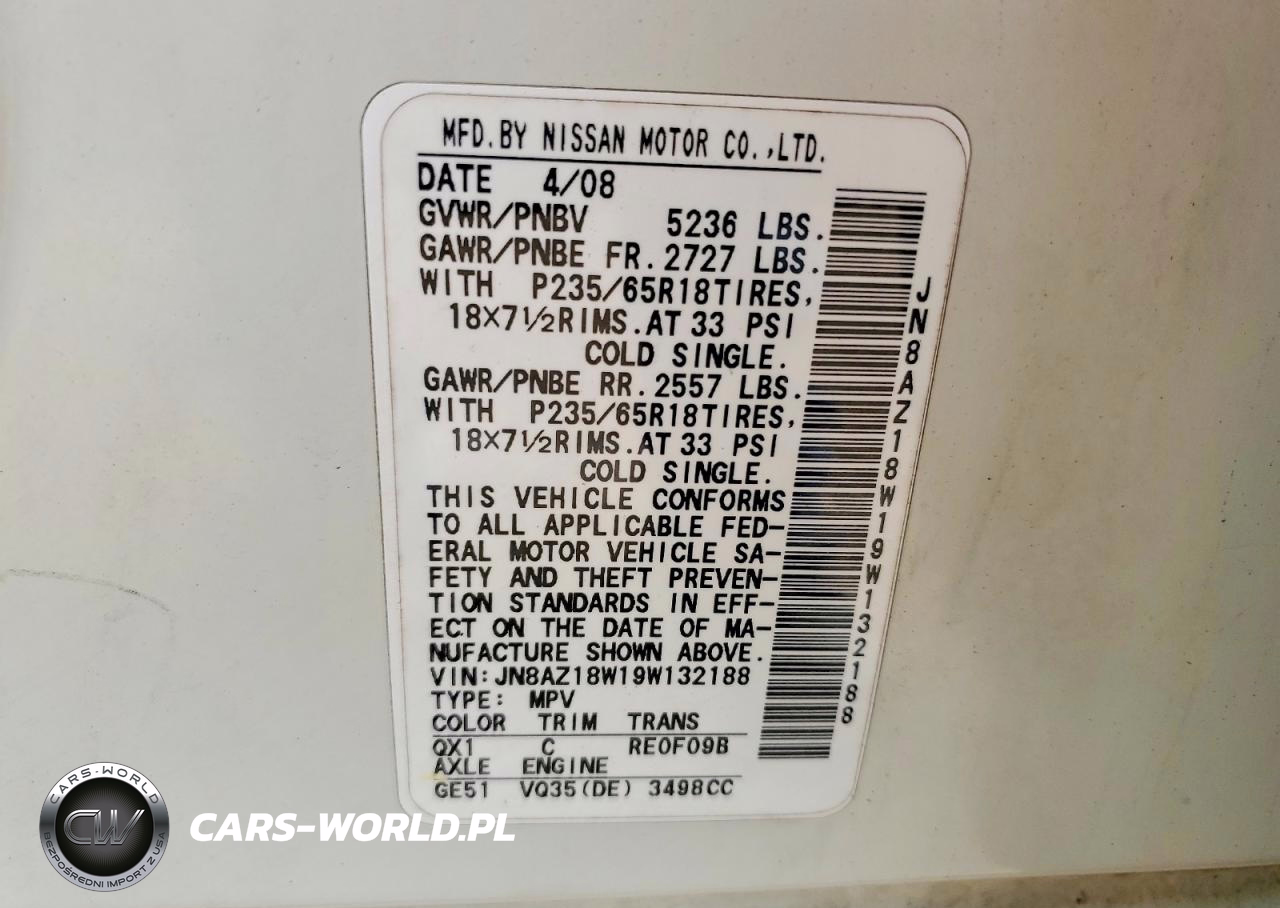 MFD.BY NISSAN MOTOR CO.,LTD.
DATE 4/08
GVWR/PNBV 5236 LBS.
GAWR/PNBE FR.2727 LBS.
WITH P235/65R18TIRES,
18×7½RIMS.AT 33 PSI
COLD SINGLE.
GAWR/PNBE RR.2557 LBS.
WITH P235/65R18TIRES,
18×7½RIMS.AT 33 PSI
COLD SINGLE.
THIS VEHICLE CONFORMS
TO ALL APPLICABLE FED-
ERAL MOTOR VEHICLE SA-
FETY AND THEFT PREVEN-
TION STANDARDS IN EFF-
ECT ON THE DATE OF MA-
NUFACTURE SHOWN ABOVE.
VIN:JN8AZ18W19W132188
TYPE: MPV
COLOR TRIM TRANS
QX1 C RE0F09B
AXLE ENGINE
GE51 VQ35(DE) 3498CC
JN8AZ18W19W132188
CARS-WORLD
CW
BEZPOŚREDNI IMPORT Z USA
CARS-WORLD.PL